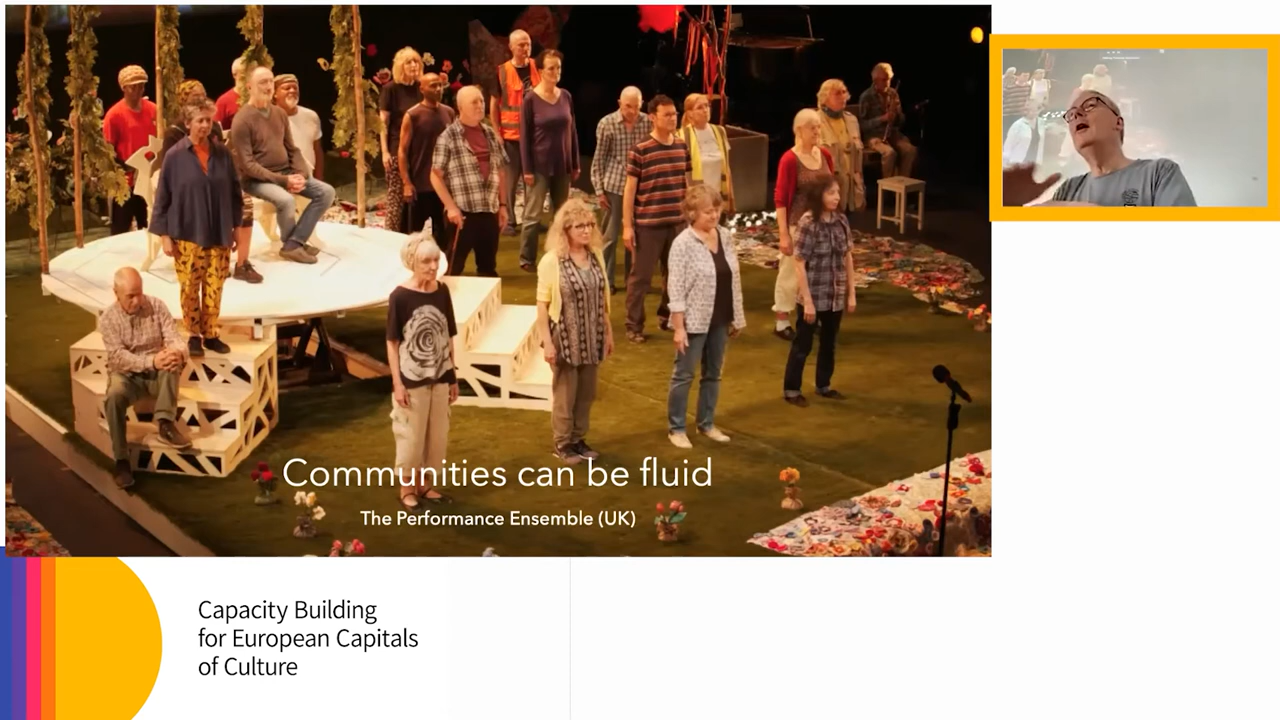 Communities can be fluid
The Performance Ensemble (UK)
Capacity Building
for European Capitals
of Culture